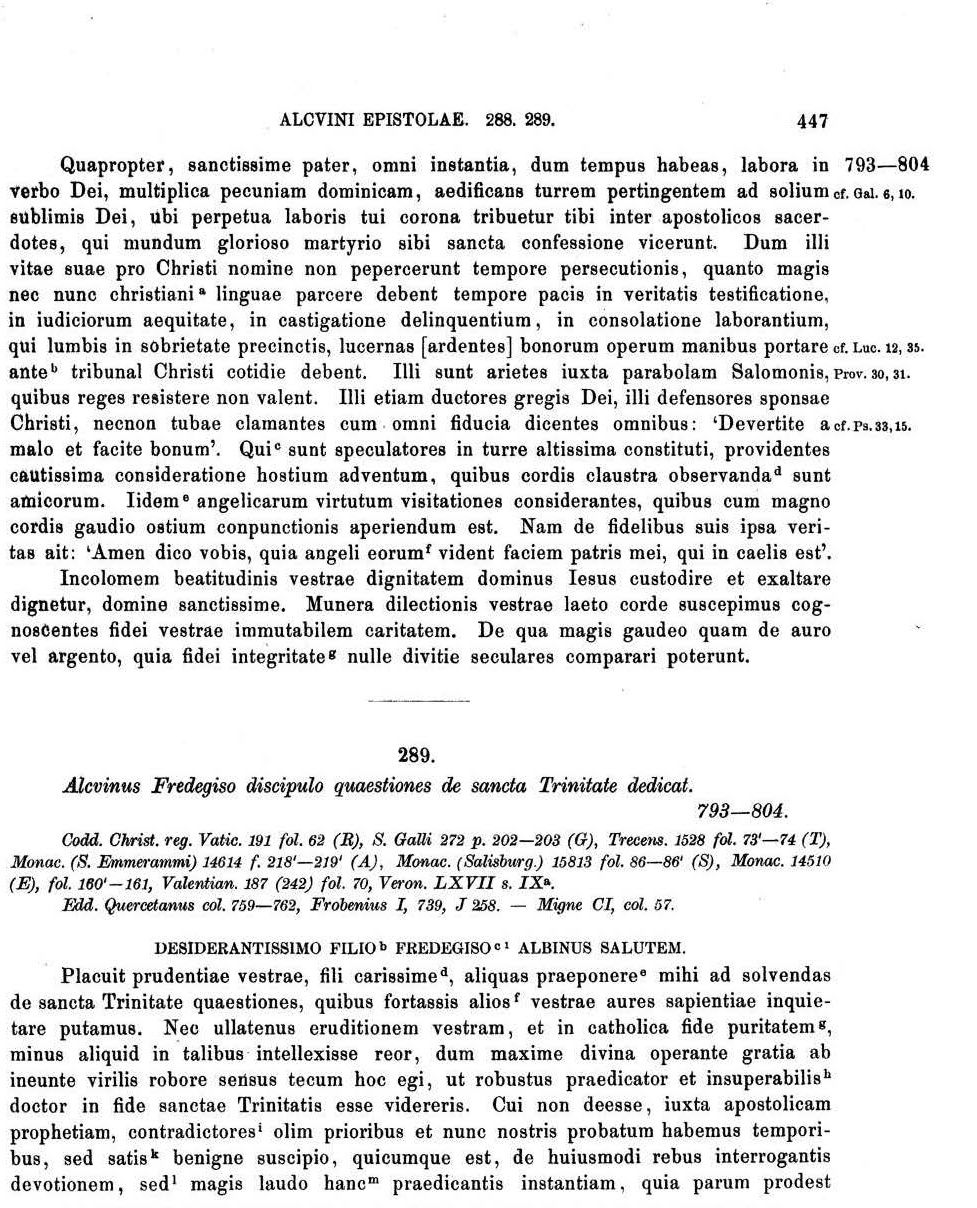 ALCVINI EPISTOLAE. 288. 289. 447
Quapropter, sanctissime pater, omni instantia, dum tempus habeas, labora in 793—804
verbo Dei, multiplica pecuniam dominicam, aedificans turrem pertingentem ad solium cf. Gal. 6, 10.
sublimis Dei, ubi perpetua laboris tui corona tribuetur tibi inter apostolicos sacer-
dotes, qui mundum glorioso martyrio sibi sancta confessione vicerunt. Dum illi
vitae suae pro Christi nomine non pepercerunt tempore persecutionis, quanto magis
nec nunc christiani a linguae parcere debent tempore pacis in veritatis testificatione,
in iudiciorum aequitate, in castigatione delinquentium, in consolatione laborantium,
qui lumbis in sobrietate precinctis, lucernas [ardentes] bonorum operum manibus portare cf. Luc. 12, 35.
ante b tribunal Christi cotidie debent. Illi sunt arietes iuxta parabolam Salomonis, Prov. 30, 31.
quibus reges resistere non valent. Illi etiam ductores gregis Dei, illi defensores sponsae
Christi, necnon tubae clamantes cum omni fiducia dicentes omnibus: 'Devertite a cf. Ps. 33, 15.
malo et facite bonum'. Qui c sunt speculatores in turre altissima constituti, providentes
cautissima consideratione hostium adventum, quibus cordis claustra observanda d sunt
amicorum. Iidem e angelicarum virtutum visitationes considerantes, quibus cum magno
cordis gaudio ostium conpunctionis aperiendum est. Nam de fidelibus suis ipsa veri-
tas ait: 'Amen dico vobis, quia angeli eorum f vident faciem patris mei, qui in caelis est'.
Incolomem beatitudinis vestrae dignitatem dominus Iesus custodire et exaltare
dignetur, domine sanctissime. Munera dilectionis vestrae laeto corde suscepimus cog-
noscentes fidei vestrae immutabilem caritatem. De qua magis gaudeo quam de auro
vel argento, quia fidei integritate g nulle divitie seculares comparari poterunt.
289.
Alcvinus Fredegiso discipulo quaestiones de sancta Trinitate dedicat.
793—804.
Codd. Christ. reg. Vatic. 191 fol. 62 (R), S. Galli 272 p. 202—203 (G), Trecens. 1528 fol. 73'—74 (T),
Monac. (S. Emmerammi) 14614 f. 218'—219' (A), Monac. (Salisburg.) 15813 fol. 86—86' (S), Monac. 14510
(E), fol. 160'—161, Valentian. 187 (242) fol. 70, Veron. LXVII s. IXa.
Edd. Quercetanus col. 759—762, Frobenius I, 739, J 258. — Migne CI, col. 57.
DESIDERANTISSIMO FILIO b FREDEGISO c 1 ALBINUS SALUTEM.
Placuit prudentiae vestrae, fili carissime d, aliquas praeponere e mihi ad solvendas
de sancta Trinitate quaestiones, quibus fortassis alios f vestrae aures sapientiae inquie-
tare putamus. Nec ullatenus eruditionem vestram, et in catholica fide puritatem g,
minus aliquid in talibus intellexisse reor, dum maxime divina operante gratia ab
ineunte virilis robore sensus tecum hoc egi, ut robustus praedicator et insuperabilis h
doctor in fide sanctae Trinitatis esse videreris. Cui non deesse, iuxta apostolicam
prophetiam, contradictores i olim prioribus et nunc nostris probatum habemus tempori-
bus, sed satis k benigne suscipio, quicumque est, de huiusmodi rebus interrogantis
devotionem, sed l magis laudo hanc m praedicantis instantiam, quia parum prodest